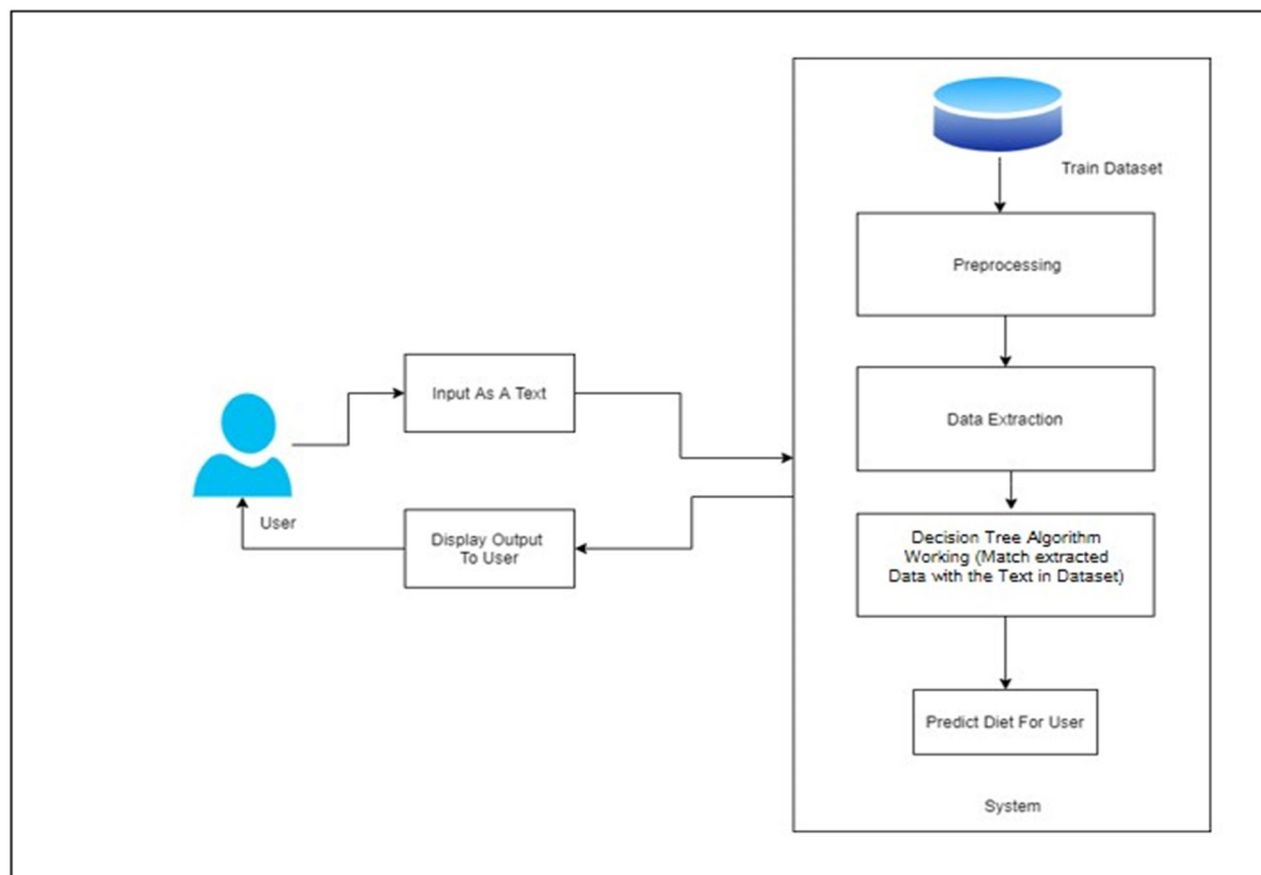 Train Dataset
Preprocessing
Input As A Text
Data Extraction
User
Display Output
To User
Decision Tree Algorithm
Working (Match extracted
Data with the Text in Dataset)
Predict Diet For User
System